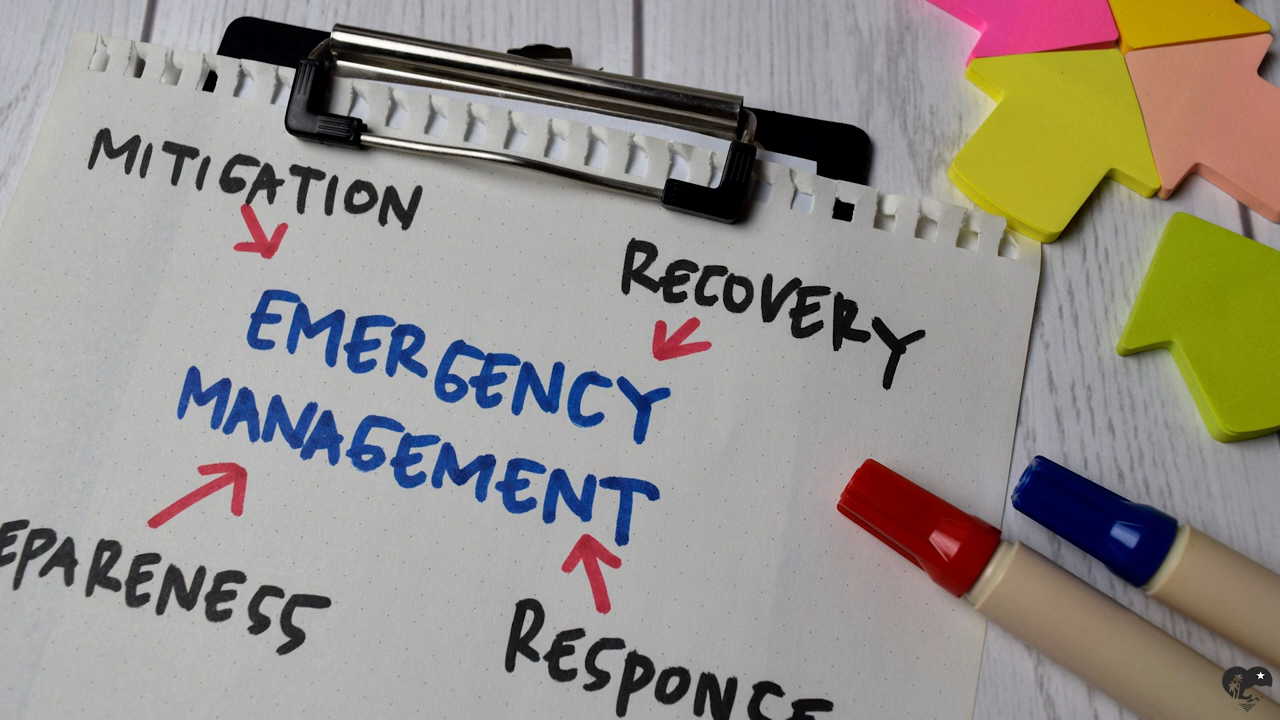 MITIGATION
RECOVERY
EMERGENCY
MANAGEMENT
EPARENESS
RESPONCE